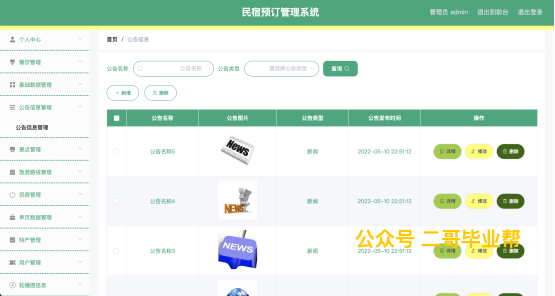 民宿预订管理系统
管理员 admin 退出到前台 退出登录
个人中心
餐厅管理
基础数据管理
公告信息管理
公告信息管理
景点管理
旅游路线管理
民宿管理
单页数据管理
特产管理
用户管理
轮播图信息
首页 / 公告信息
公告名称 公告名称 公告类型 请选择公告类型 查询
新增 删除
公告名称 公告图片 公告类型 公告发布时间 操作
公告名称5 NEWS 新闻 2022-05-10 22:51:12 详情 修改 删除
公告名称4 NEWS 新闻 2022-05-10 22:51:12 详情 修改 删除
公告名称3 NEWS 新闻 2022-05-10 22:51:12 详情 修改 删除
公众号 二哥毕业帮